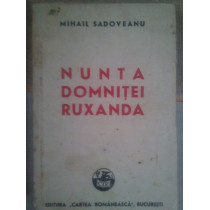 MIHAIL SADOVEANU
NUNTA
DOMNIȚEI
RUXANDA
EDITURA „CARTEA ROMÂNEASCĂ”, BUCUREȘTI